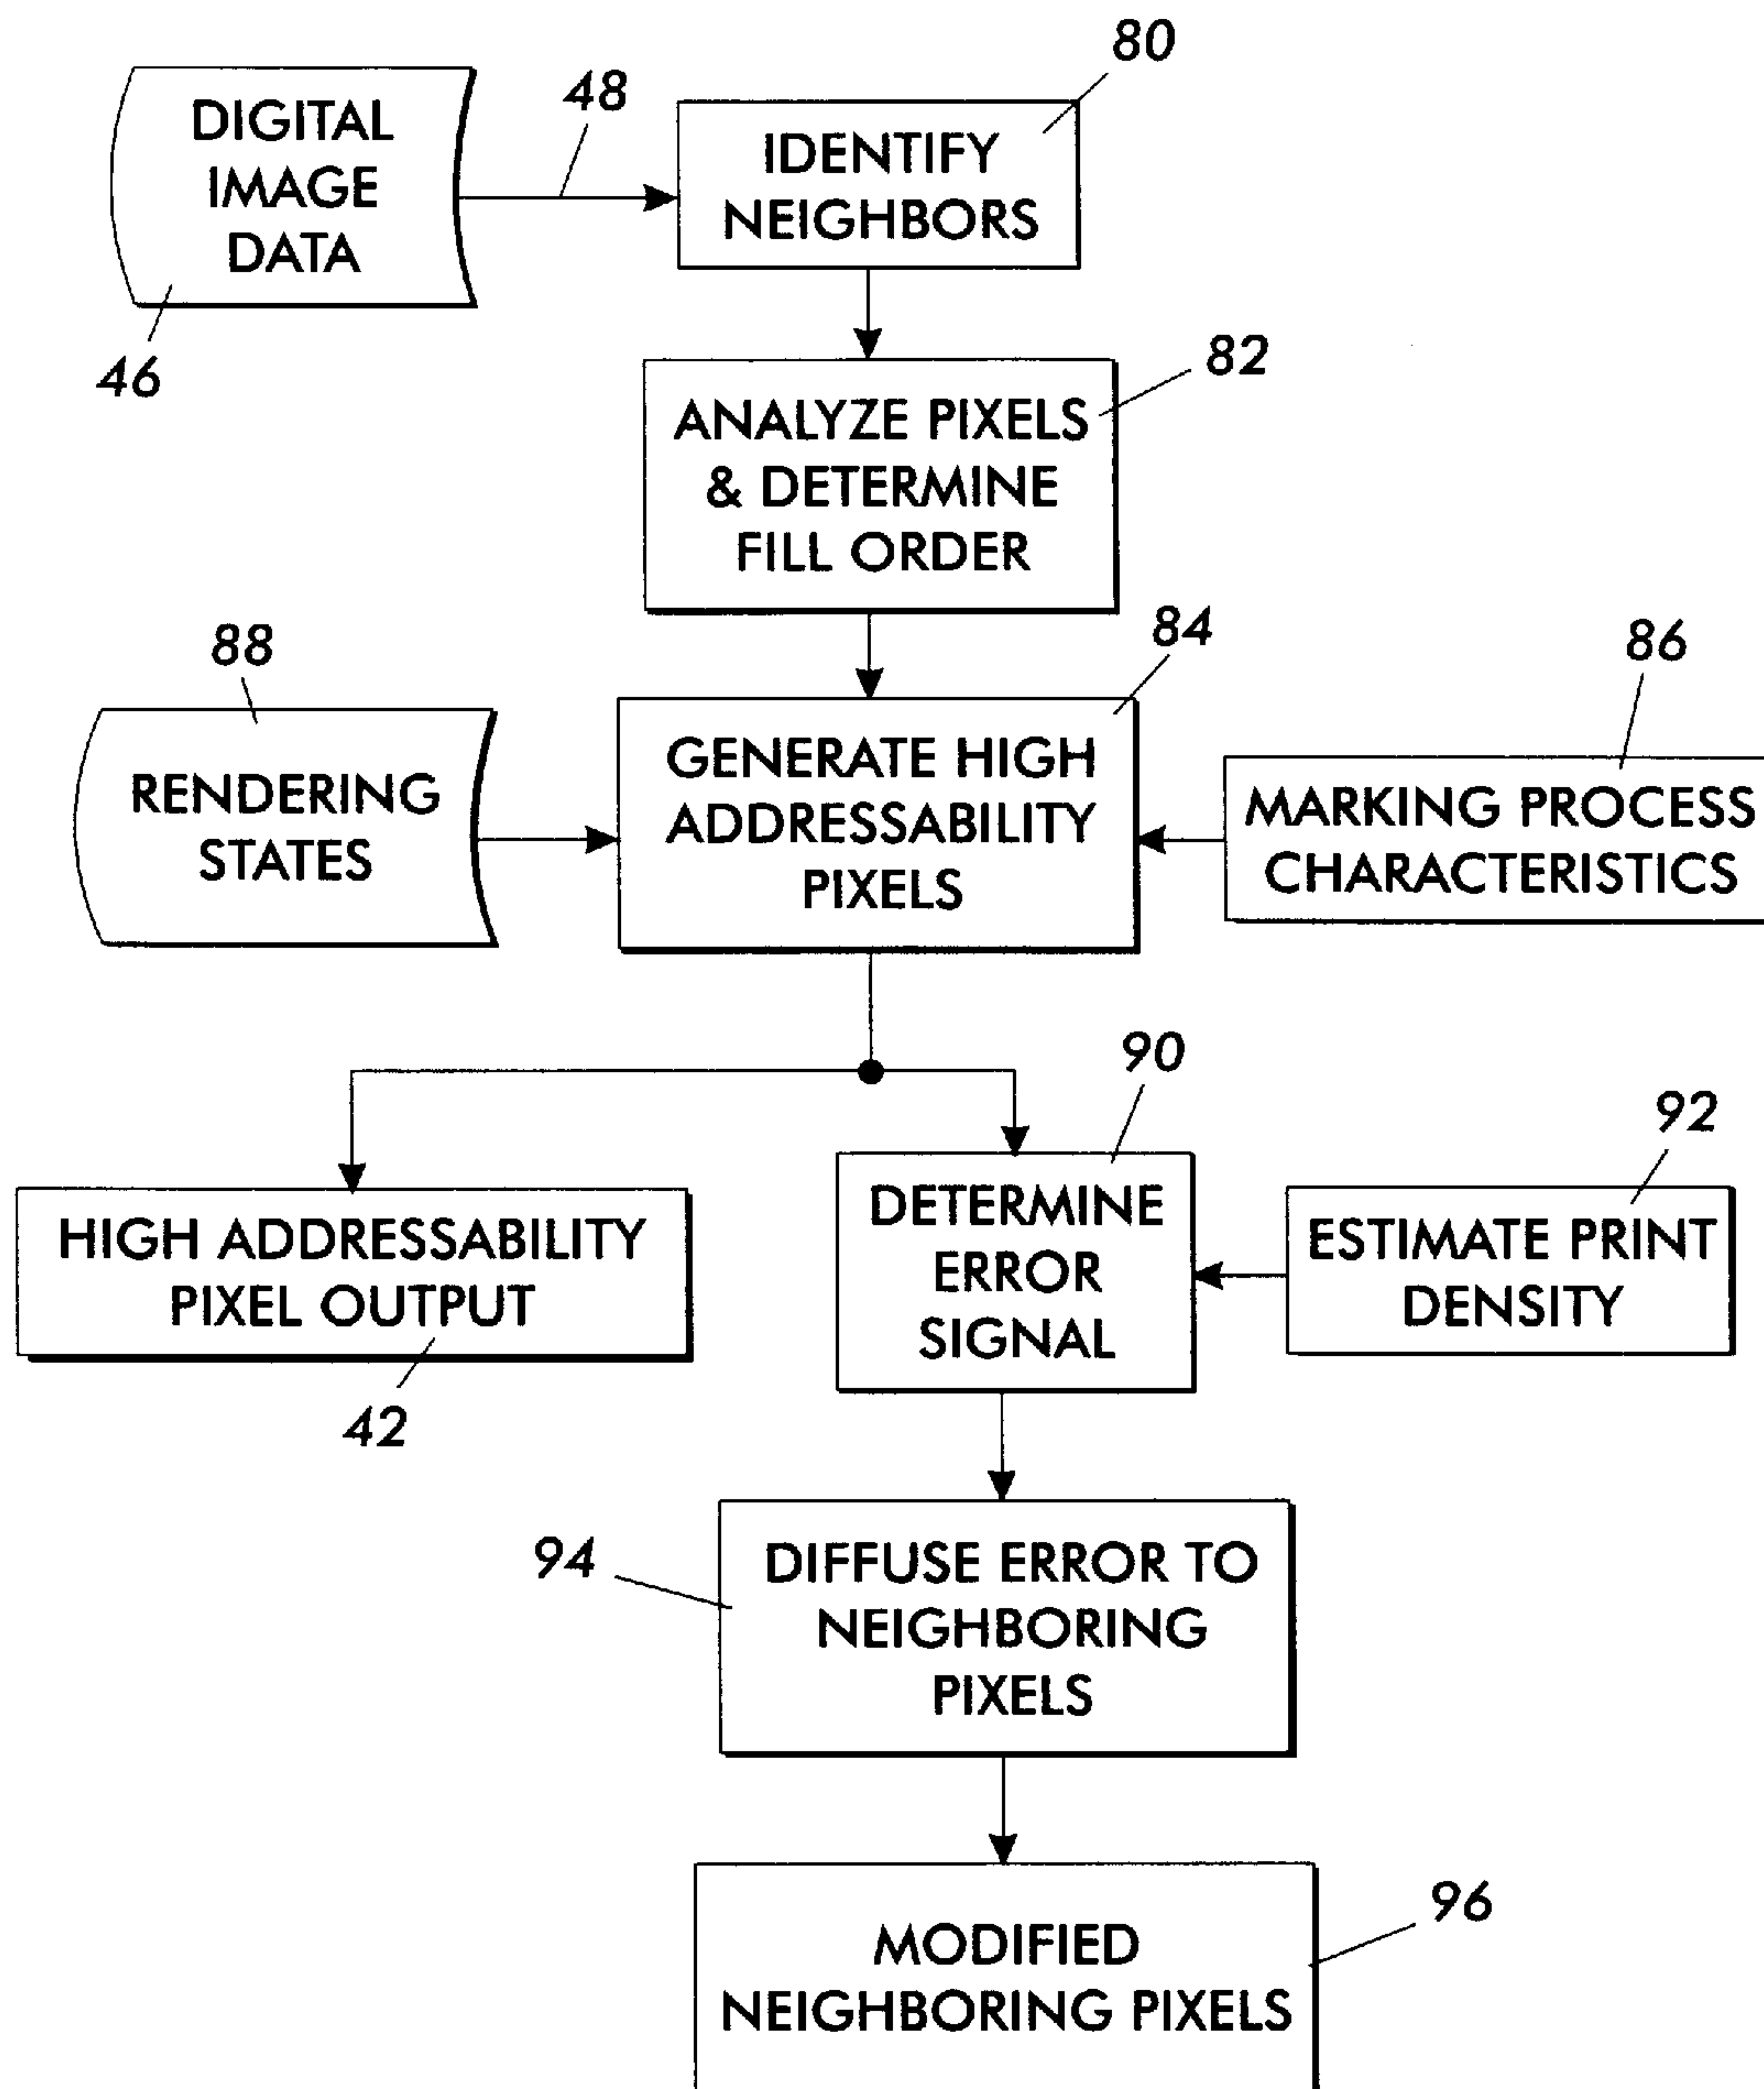 80
DIGITAL
IMAGE
DATA
48
IDENTIFY
NEIGHBORS
46
82
ANALYZE PIXELS
& DETERMINE
FILL ORDER
88
84
86
RENDERING
STATES
GENERATE HIGH
ADDRESSABILITY
PIXELS
MARKING PROCESS
CHARACTERISTICS
90
92
HIGH ADDRESSABILITY
PIXEL OUTPUT
42
DETERMINE
ERROR
SIGNAL
ESTIMATE PRINT
DENSITY
94
DIFFUSE ERROR TO
NEIGHBORING
PIXELS
96
MODIFIED
NEIGHBORING PIXELS